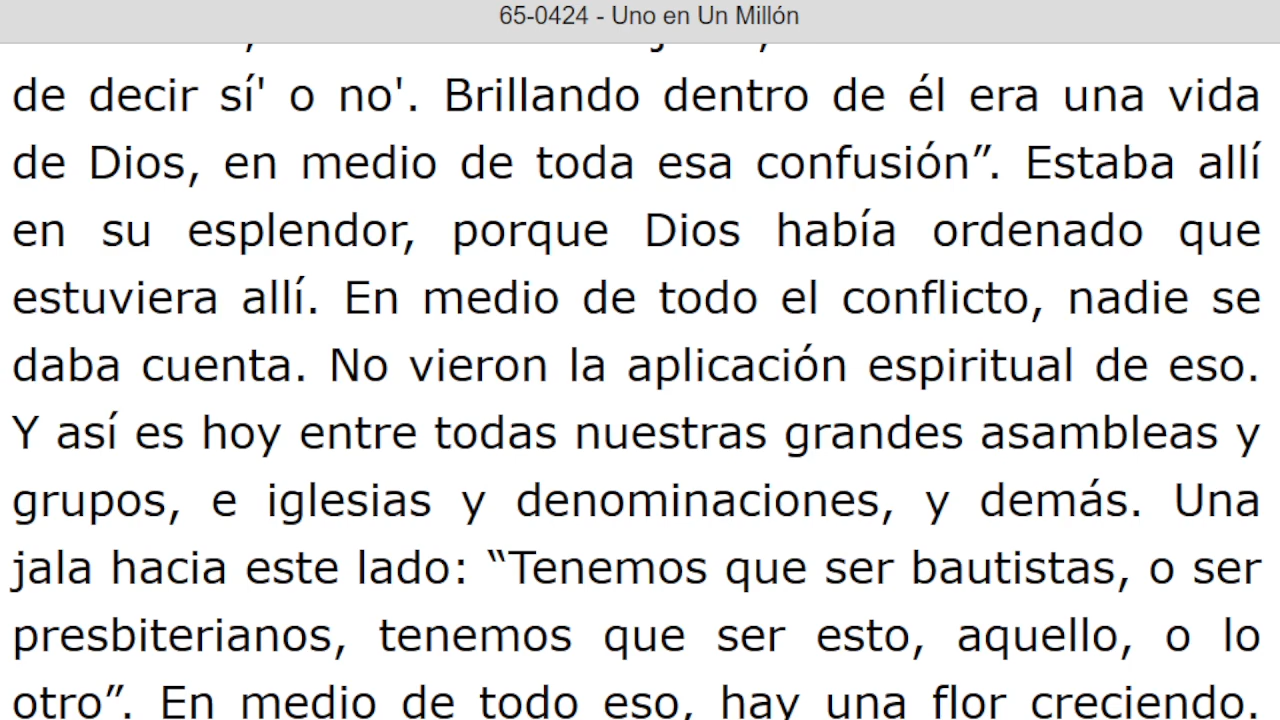 65-0424 - Uno en Un Millón
de decir sí' o no'. Brillando dentro de él era una vida
de Dios, en medio de toda esa confusión”. Estaba allí
en su esplendor, porque Dios había ordenado que
estuviera allí. En medio de todo el conflicto, nadie se
daba cuenta. No vieron la aplicación espiritual de eso.
Y así es hoy entre todas nuestras grandes asambleas y
grupos, e iglesias y denominaciones, y demás. Una
jala hacia este lado: “Tenemos que ser bautistas, o ser
presbiterianos, tenemos que ser esto, aquello, o lo
otro”. En medio de todo eso, hay una flor creciendo.